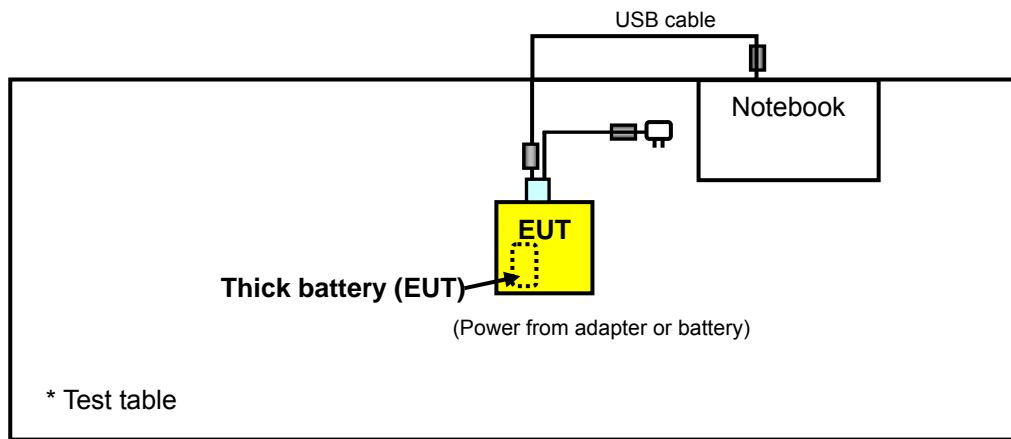 USB cable
Notebook
EUT
Thick battery (EUT)
(Power from adapter or battery)
* Test table